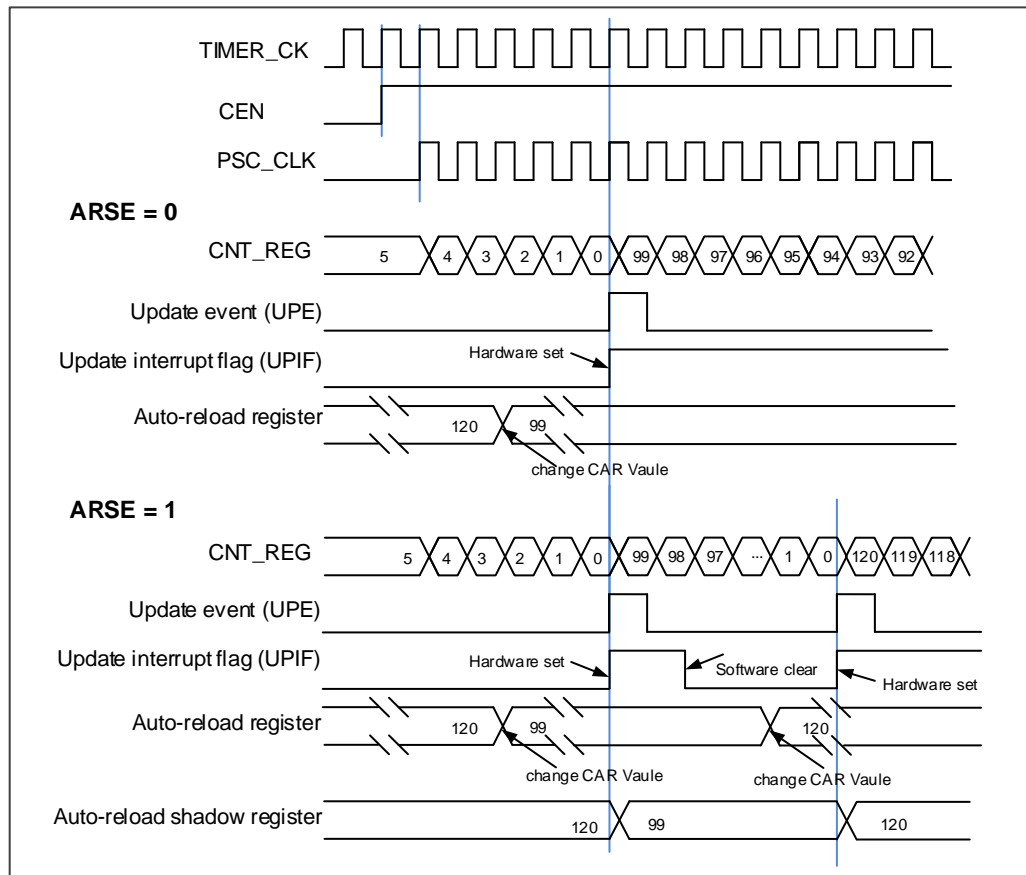 TIMER_CK
CEN
PSC_CLK
ARSE = 0
CNT_REG 5 4 3 2 1 0 99 98 97 96 95 94 93 92
Update event (UPE)
Update interrupt flag (UPIF) Hardware set
Auto-reload register 120 99
change CAR Vaule
ARSE = 1
CNT_REG 5 4 3 2 1 0 99 98 97 ... 1 0 120 119 118
Update event (UPE)
Update interrupt flag (UPIF) Hardware set Software clear Hardware set
Auto-reload register 120 99 120
change CAR Vaule change CAR Vaule
Auto-reload shadow register 120 99 120